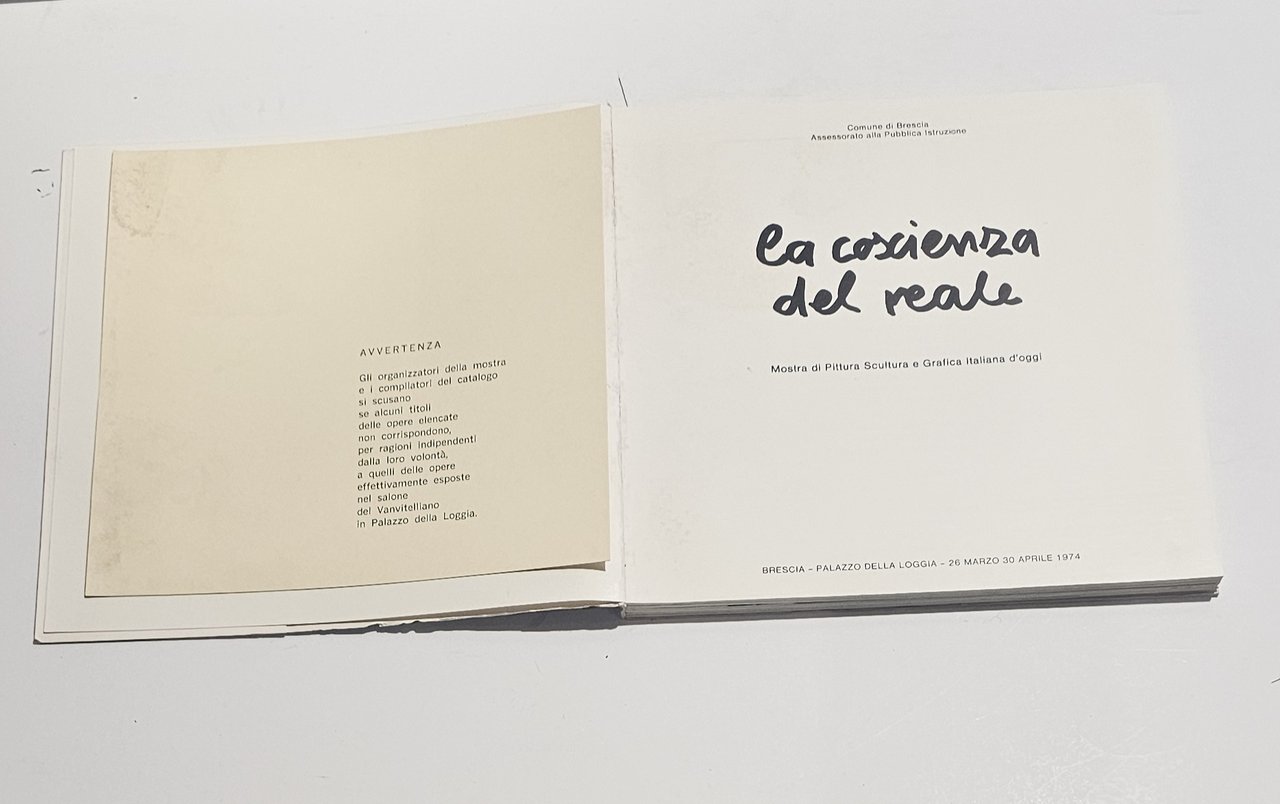 AVVERTENZA
Gli organizzatori della mostra
e i compilatori del catalogo
si scusano
se alcuni titoli
delle opere elencate
non corrispondono,
per ragioni indipendenti
dalla loro volontà,
a quelli delle opere
effettivamente esposte
nel salone
del Vanvitelliano
in Palazzo della Loggia.
Comune di Brescia
Assessorato alla Pubblica Istruzione
la coscienza
del reale
Mostra di Pittura Scultura e Grafica Italiana d'oggi
BRESCIA - PALAZZO DELLA LOGGIA - 26 MARZO 30 APRILE 1974